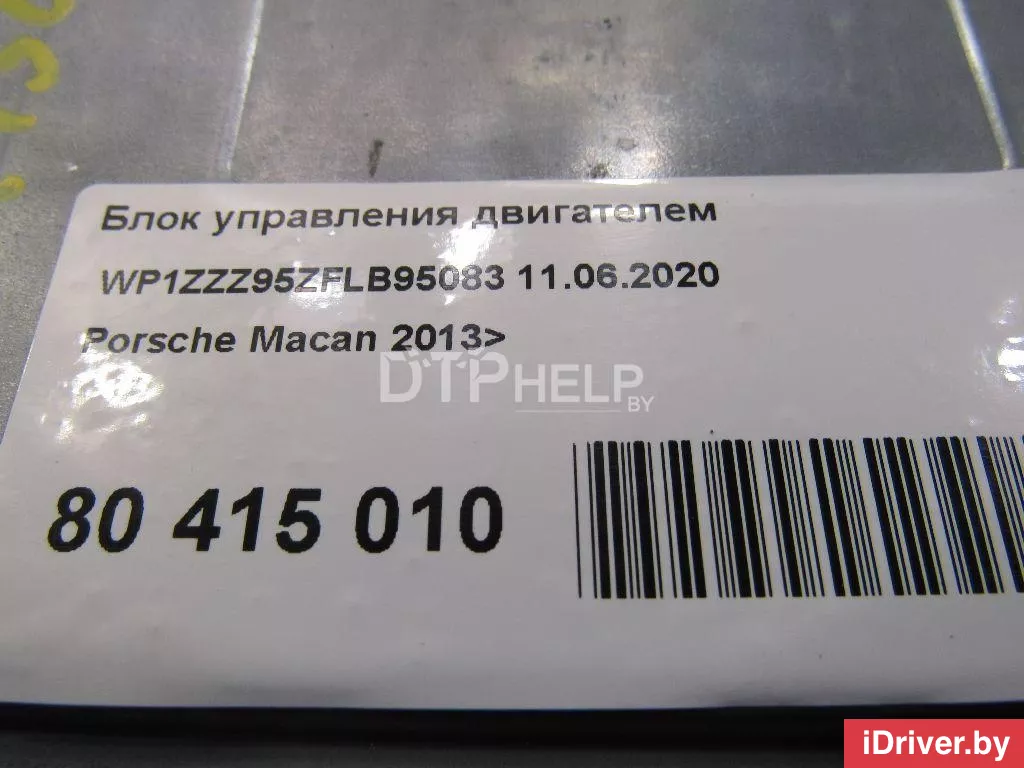 Блок управления двигателем
WP1ZZZ95ZFLB95083 11.06.2020
Porsche Macan 2013>
DTPHELP.BY
80 415 010
iDriver.by